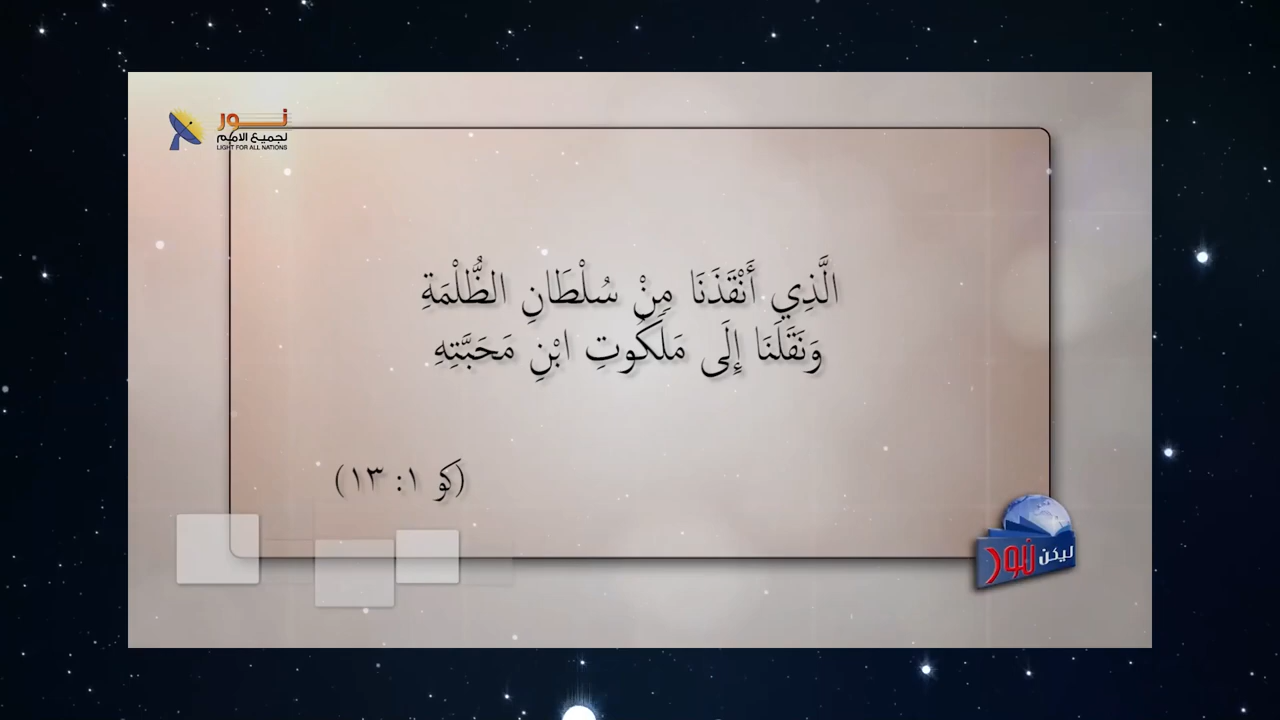 نور
لجميع الامم
LIGHT FOR ALL NATIONS
الَّذِي أَنْقَذَنَا مِنْ سُلْطَانِ الظُّلْمَةِ
وَنَقَلَنَا إِلَى مَلَكُوتِ ابْنِ مَحَبَّتِهِ
(كو ١: ١٣)
ليكن نور